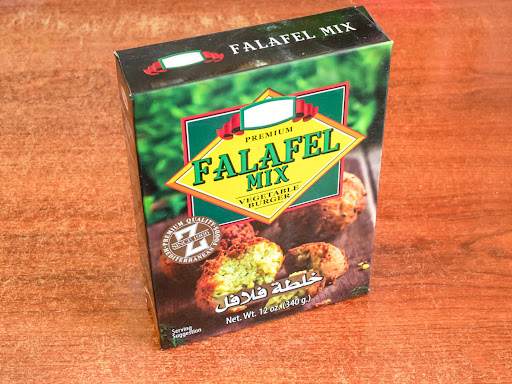 FALAFEL MIX
PREMIUM
FALAFEL
MIX
VEGETABLE
BURGER
PREMIUM QUALITY FOODS
Z
MEDITERRANEAN
خلطة فلافل
Net. Wt. 12 oz. (340 g.)
Serving
Suggestion